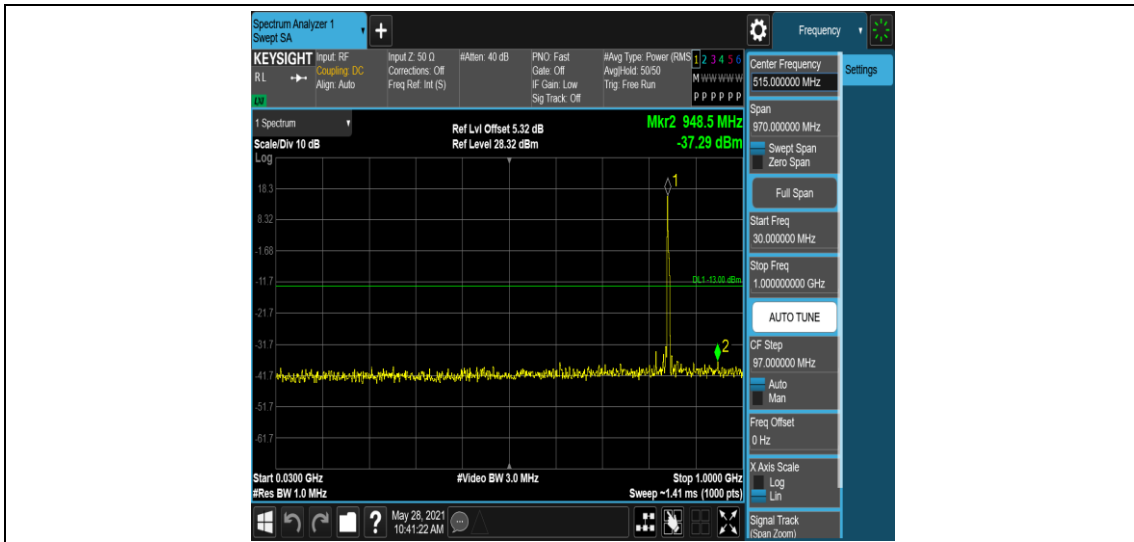 Spectrum Analyzer 1
Swept SA
+
Frequency
KEYSIGHT
RL
LXI
Input: RF
Coupling: DC
Align: Auto
Input Z: 50 Ω
Corrections: Off
Freq Ref: Int (S)
#Atten: 40 dB
PNO: Fast
Gate: Off
IF Gain: Low
Sig Track: Off
#Avg Type: Power (RMS
Avg|Hold: 50/50
Trig: Free Run
1 2 3 4 5 6
M W W W W W
P P P P P P
1 Spectrum
Scale/Div 10 dB
Log
Ref Lvl Offset 5.32 dB
Ref Level 28.32 dBm
Mkr2 948.5 MHz
-37.29 dBm
18.3
8.32
-1.68
-11.7
-21.7
-31.7
-41.7
-51.7
-61.7
1
DL1 -13.00 dBm
2
Start 0.0300 GHz
#Res BW 1.0 MHz
#Video BW 3.0 MHz
Stop 1.0000 GHz
Sweep ~1.41 ms (1000 pts)
Center Frequency
515.000000 MHz
Settings
Span
970.000000 MHz
Swept Span
Zero Span
Full Span
Start Freq
30.000000 MHz
Stop Freq
1.000000000 GHz
AUTO TUNE
CF Step
97.000000 MHz
Auto
Man
Freq Offset
0 Hz
X Axis Scale
Log
Lin
Signal Track
(Span Zoom)
?
May 28, 2021
10:41:22 AM